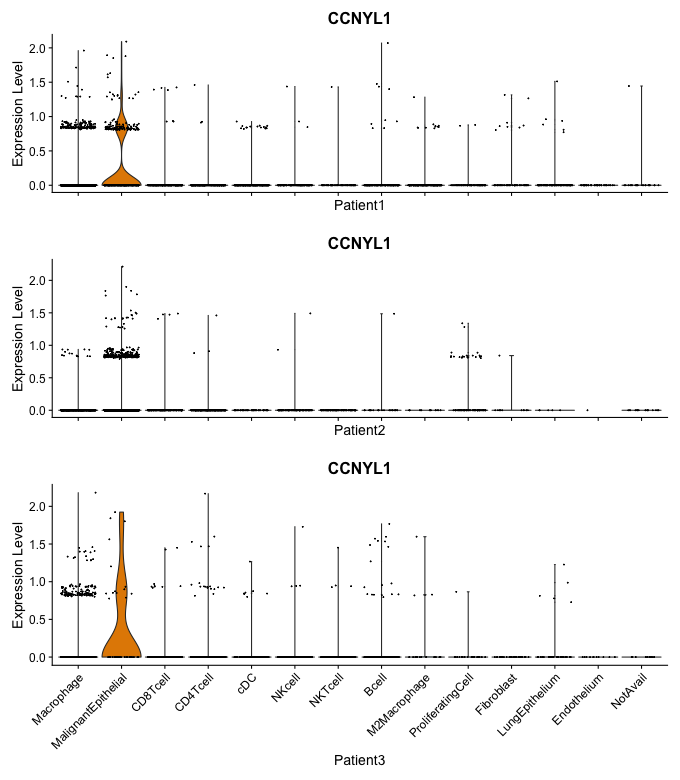 CCNYL1
Expression Level
2.0
1.5
1.0
0.5
0.0
Patient1
CCNYL1
Expression Level
2.0
1.5
1.0
0.5
0.0
Patient2
CCNYL1
Expression Level
2.0
1.5
1.0
0.5
0.0
Macrophage
MalignantEpithelial
CD8Tcell
CD4Tcell
cDC
NKcell
NKTcell
Bcell
M2Macrophage
ProliferatingCell
Fibroblast
LungEpithelium
Endothelium
NotAvail
Patient3